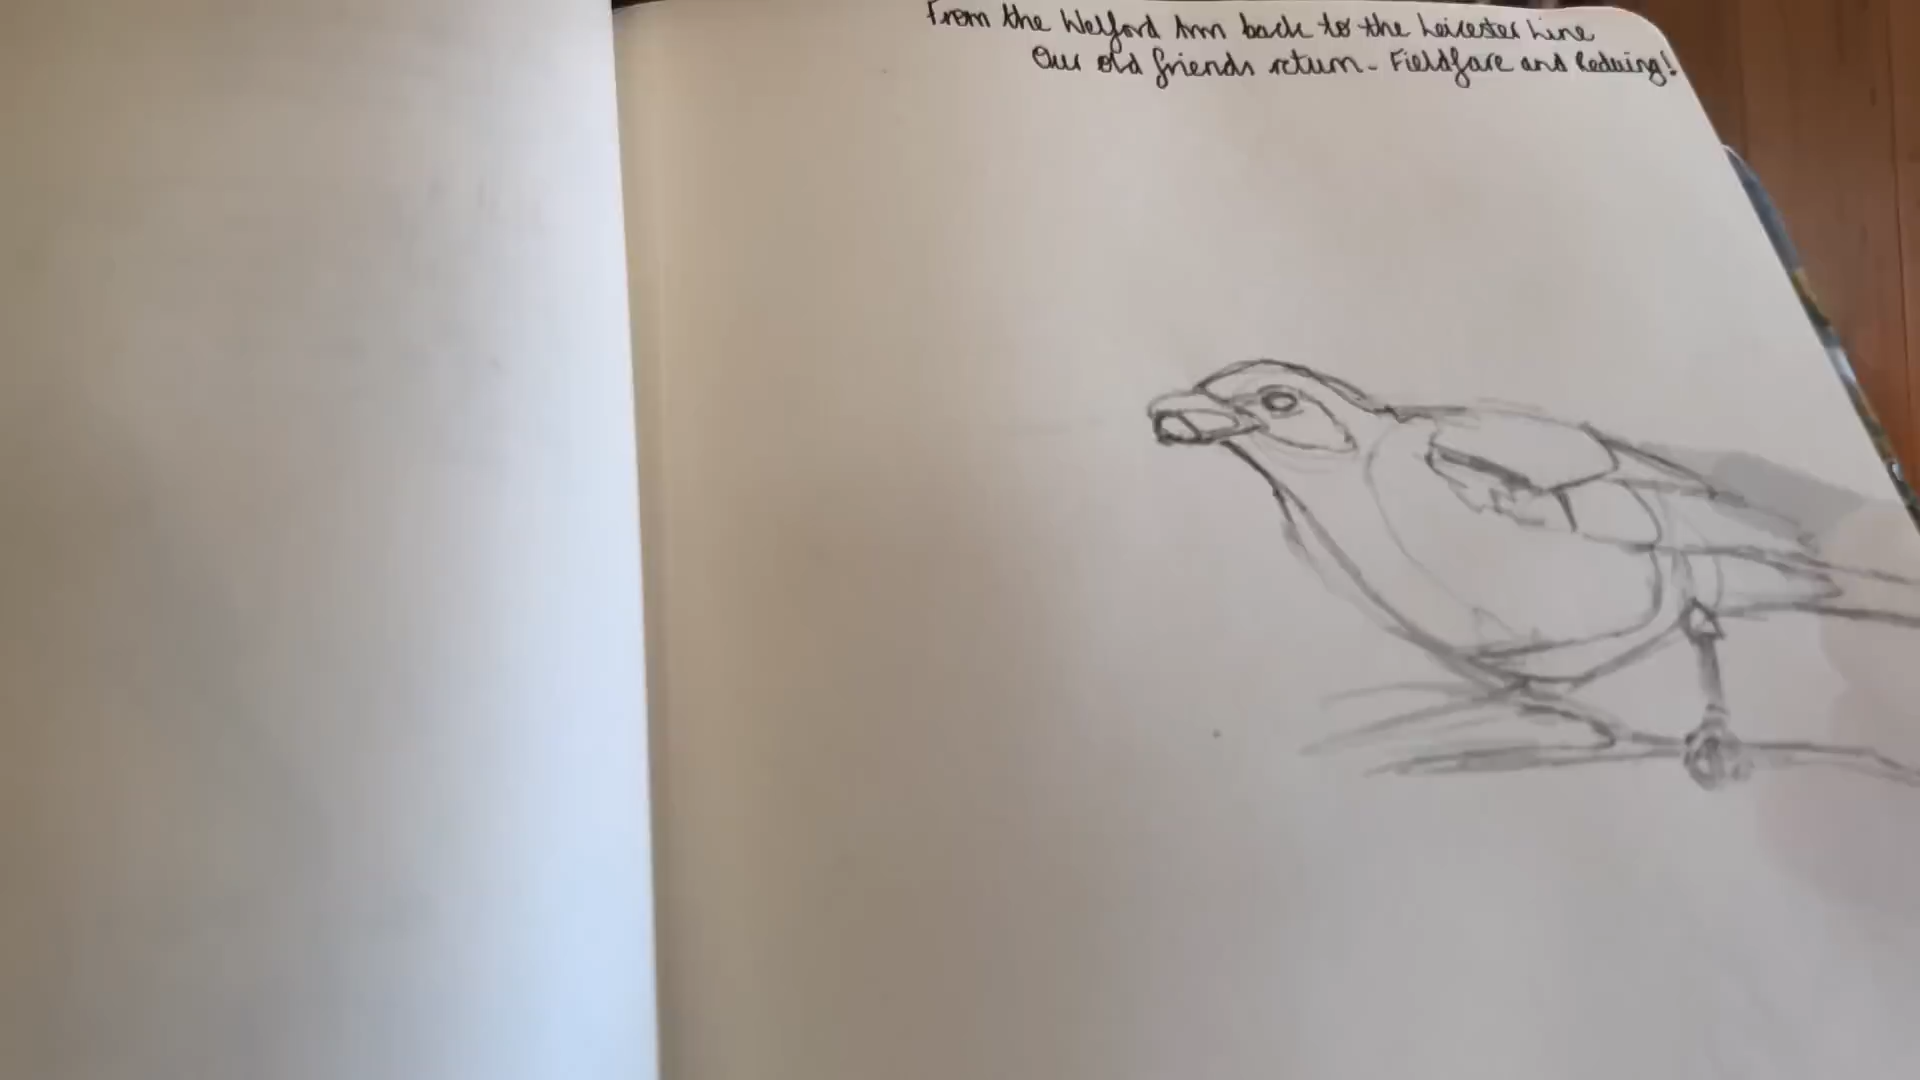 From the Welford Arm back to the Leicester Line
Our old friends return - Fieldfare and Redwing!